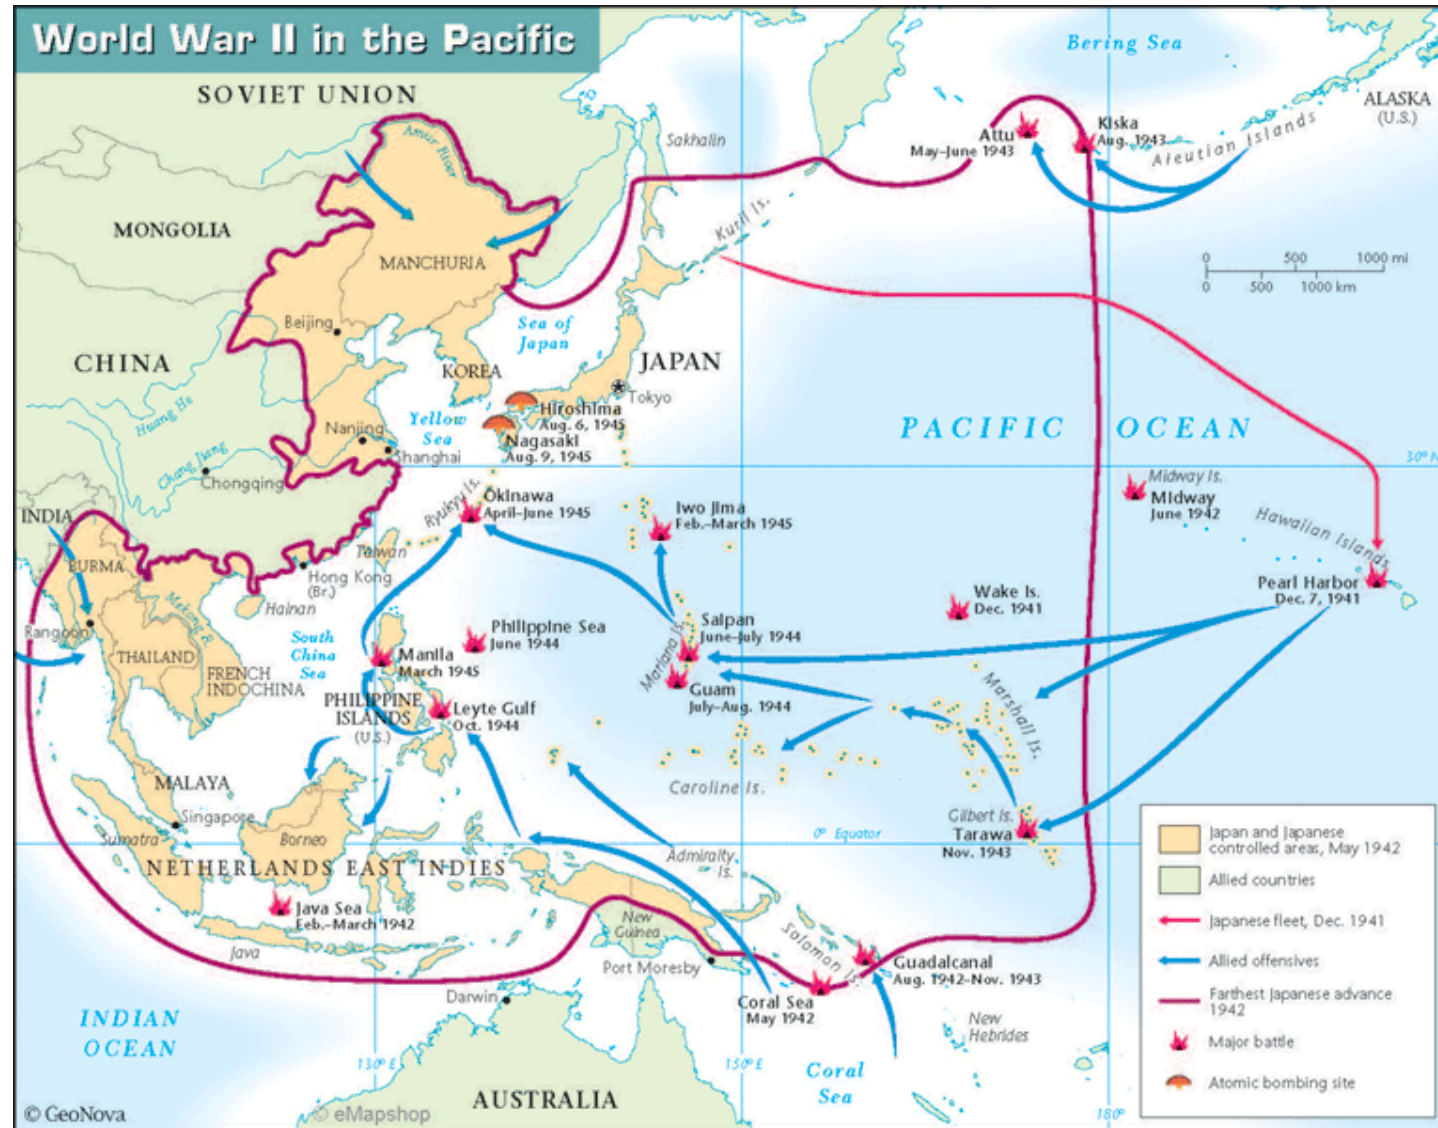 World War II in the Pacific
Bering Sea
SOVIET UNION
ALASKA
(U.S.)
Amur River
Sakhalin
Attu
May–June 1943
Kiska
Aug. 1943
Aleutian Islands
MONGOLIA
Kuril Is.
MANCHURIA
0 500 1000 mi
0 500 1000 km
Beijing
Sea of
Japan
CHINA
KOREA
JAPAN
Tokyo
Huang He
Yellow
Sea
Hiroshima
Aug. 6, 1945
PACIFIC OCEAN
Nanjing
Nagasaki
Aug. 9, 1945
Shanghai
30° N
Chang Jiang
Chongqing
Midway Is.
Midway
June 1942
INDIA
Ryukyu Is.
Okinawa
April–June 1945
Iwo Jima
Feb.–March 1945
Hawaiian Islands
Taiwan
BURMA
Hong Kong
(Br.)
Pearl Harbor
Dec. 7, 1941
Mekong R.
Hainan
Wake Is.
Dec. 1941
Rangoon
South
China
Sea
Philippine Sea
June 1944
Saipan
June–July 1944
THAILAND
Manila
March 1945
Mariana Is.
FRENCH
INDOCHINA
Guam
July–Aug. 1944
Marshall Is.
PHILIPPINE
ISLANDS
(U.S.)
Leyte Gulf
Oct. 1944
MALAYA
Caroline Is.
Singapore
Gilbert Is.
Tarawa
Nov. 1943
Sumatra
Borneo
0° Equator
NETHERLANDS EAST INDIES
Admiralty
Is.
Java Sea
Feb.–March 1942
New
Guinea
Solomon Is.
Java
Port Moresby
Guadalcanal
Aug. 1942–Nov. 1943
Darwin
Coral Sea
May 1942
INDIAN
OCEAN
New
Hebrides
130° E
150° E
Coral
Sea
AUSTRALIA
180°
© GeoNova
© eMapshop
Japan and Japanese
controlled areas, May 1942
Allied countries
Japanese fleet, Dec. 1941
Allied offensives
Farthest Japanese advance
1942
Major battle
Atomic bombing site